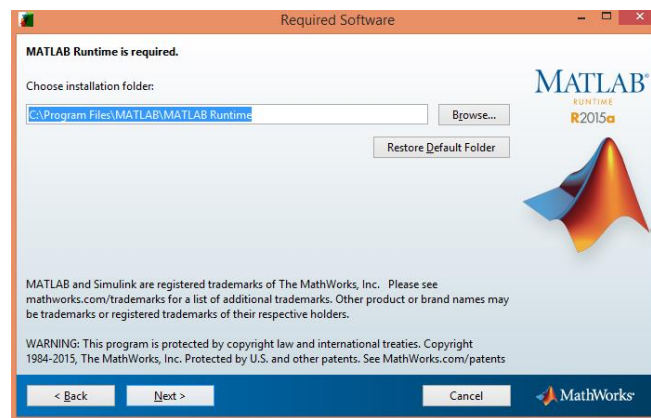 Required Software
MATLAB Runtime is required.
Choose installation folder:
C:\Program Files\MATLAB\MATLAB Runtime
Browse...
Restore Default Folder
MATLAB®
RUNTIME
R2015a
MATLAB and Simulink are registered trademarks of The MathWorks, Inc. Please see
mathworks.com/trademarks for a list of additional trademarks. Other product or brand names may
be trademarks or registered trademarks of their respective holders.
WARNING: This program is protected by copyright law and international treaties. Copyright
1984-2015, The MathWorks, Inc. Protected by U.S. and other patents. See MathWorks.com/patents
< Back
Next >
Cancel
MathWorks®